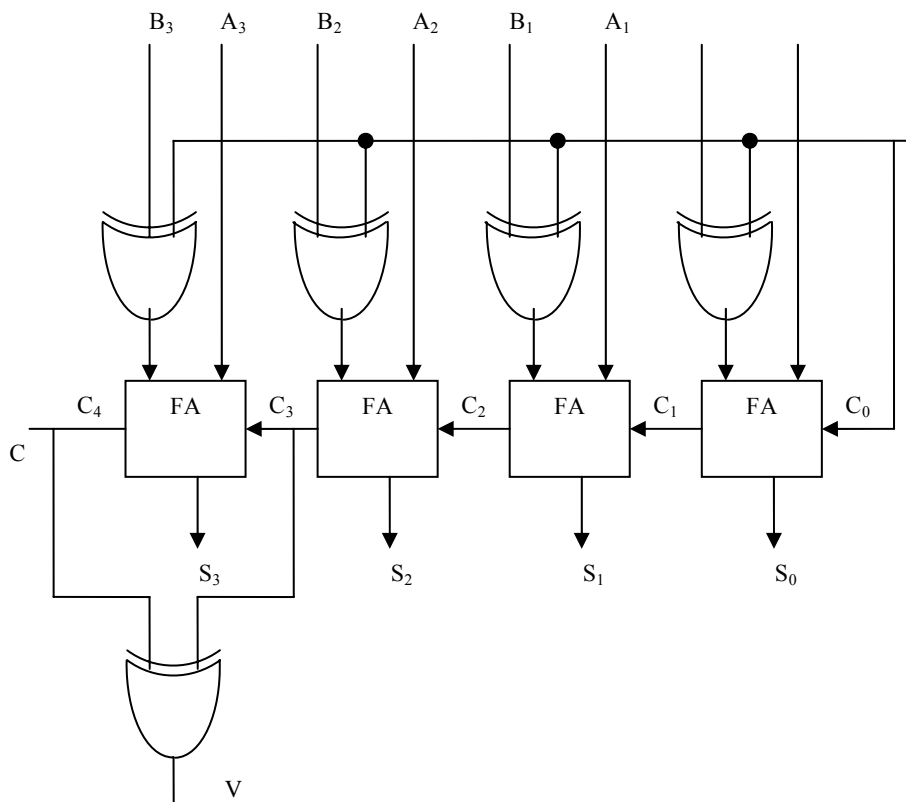 B₃ A₃ B₂ A₂ B₁ A₁
FA FA FA FA
C₄ C₃ C₂ C₁ C₀
C
S₃ S₂ S₁ S₀
V